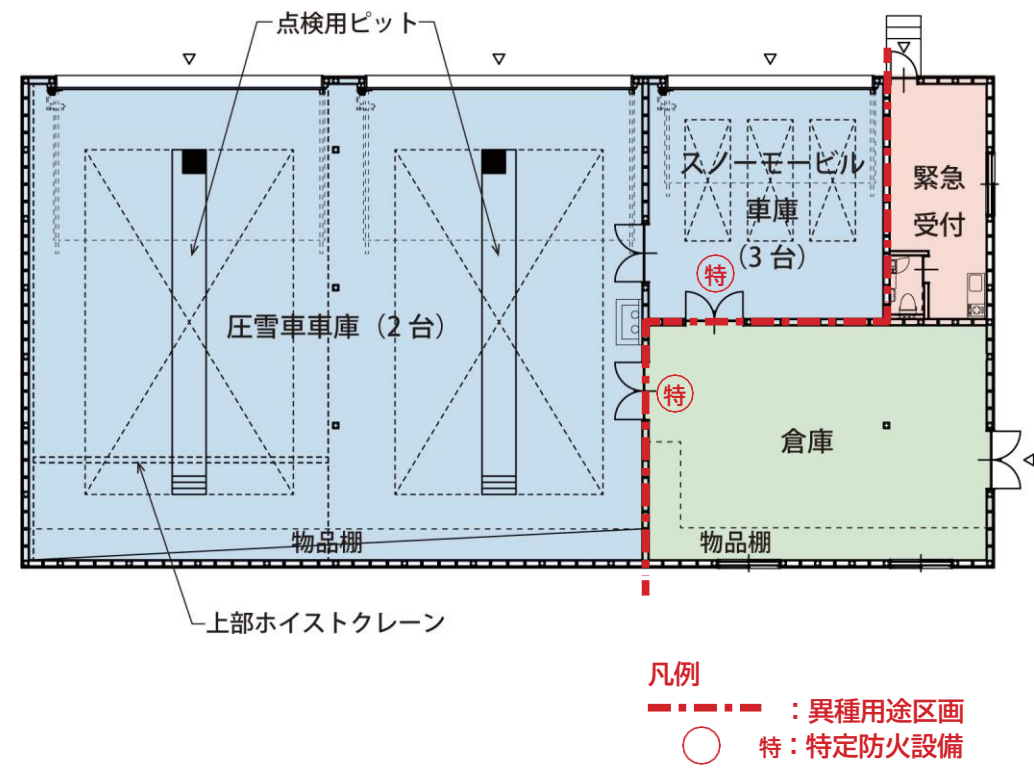 点検用ピット
スノーモービル
車庫
(3 台)
緊急
受付
特
圧雪車車庫（2 台）
特
倉庫
物品棚
物品棚
上部ホイストクレーン
凡例
：異種用途区画
特：特定防火設備